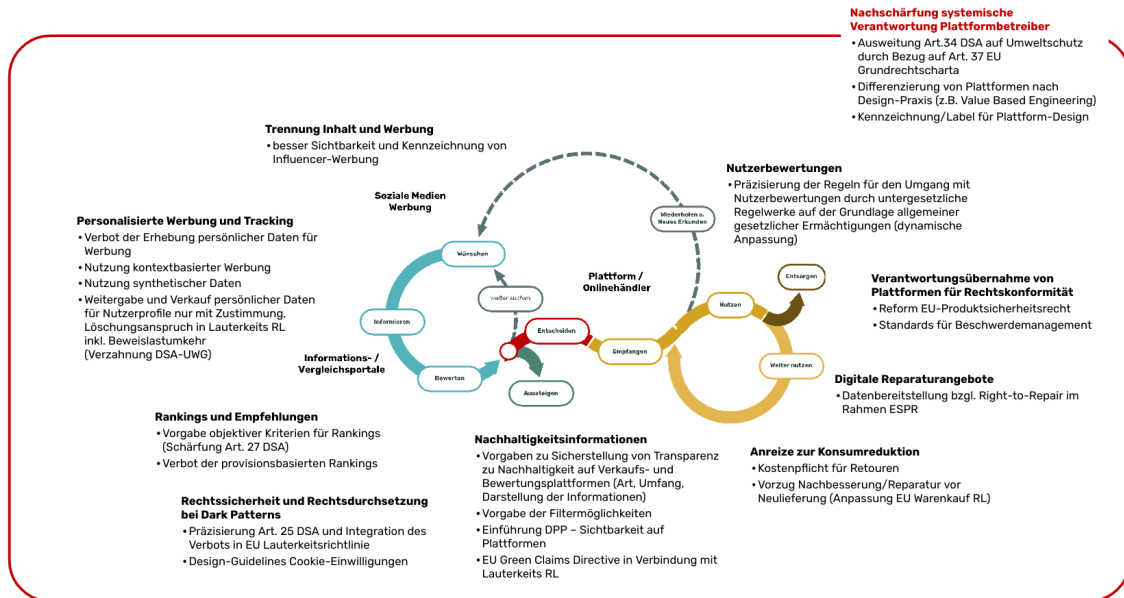 Nachschärfung systemische
Verantwortung Plattformbetreiber
• Ausweitung Art.34 DSA auf Umweltschutz
durch Bezug auf Art. 37 EU
Grundrechtscharta
• Differenzierung von Plattformen nach
Design-Praxis (z.B. Value Based Engineering)
• Kennzeichnung/Label für Plattform-Design
Trennung Inhalt und Werbung
• besser Sichtbarkeit und Kennzeichnung von
Influencer-Werbung
Nutzerbewertungen
• Präzisierung der Regeln für den Umgang mit
Nutzerbewertungen durch untergesetzliche
Regelwerke auf der Grundlage allgemeiner
gesetzlicher Ermächtigungen (dynamische
Anpassung)
Soziale Medien
Werbung
Wiederholen o.
Neues Erkunden
Personalisierte Werbung und Tracking
• Verbot der Erhebung persönlicher Daten für
Werbung
• Nutzung kontextbasierter Werbung
• Nutzung synthetischer Daten
• Weitergabe und Verkauf persönlicher Daten
für Nutzerprofile nur mit Zustimmung,
Löschungsanspruch in Lauterkeits RL
inkl. Beweislastumkehr
(Verzahnung DSA-UWG)
Wünschen
Informieren
Bewerten
weiter suchen
Entscheiden
Aussteigen
Plattform /
Onlinehändler
Empfangen
Nutzen
Entsorgen
Weiter nutzen
Informations- /
Vergleichsportale
Verantwortungsübernahme von
Plattformen für Rechtskonformität
• Reform EU-Produktsicherheitsrecht
• Standards für Beschwerdemanagement
Digitale Reparaturangebote
• Datenbereitstellung bzgl. Right-to-Repair im
Rahmen ESPR
Rankings und Empfehlungen
• Vorgabe objektiver Kriterien für Rankings
(Schärfung Art. 27 DSA)
• Verbot der provisionsbasierten Rankings
Nachhaltigkeitsinformationen
• Vorgaben zu Sicherstellung von Transparenz
zu Nachhaltigkeit auf Verkaufs- und
Bewertungsplattformen (Art, Umfang,
Darstellung der Informationen)
• Vorgabe der Filtermöglichkeiten
• Einführung DPP – Sichtbarkeit auf
Plattformen
• EU Green Claims Directive in Verbindung mit
Lauterkeits RL
Anreize zur Konsumreduktion
• Kostenpflicht für Retouren
• Vorzug Nachbesserung/Reparatur vor
Neulieferung (Anpassung EU Warenkauf RL)
Rechtssicherheit und Rechtsdurchsetzung
bei Dark Patterns
• Präzisierung Art. 25 DSA und Integration des
Verbots in EU Lauterkeitsrichtlinie
• Design-Guidelines Cookie-Einwilligungen